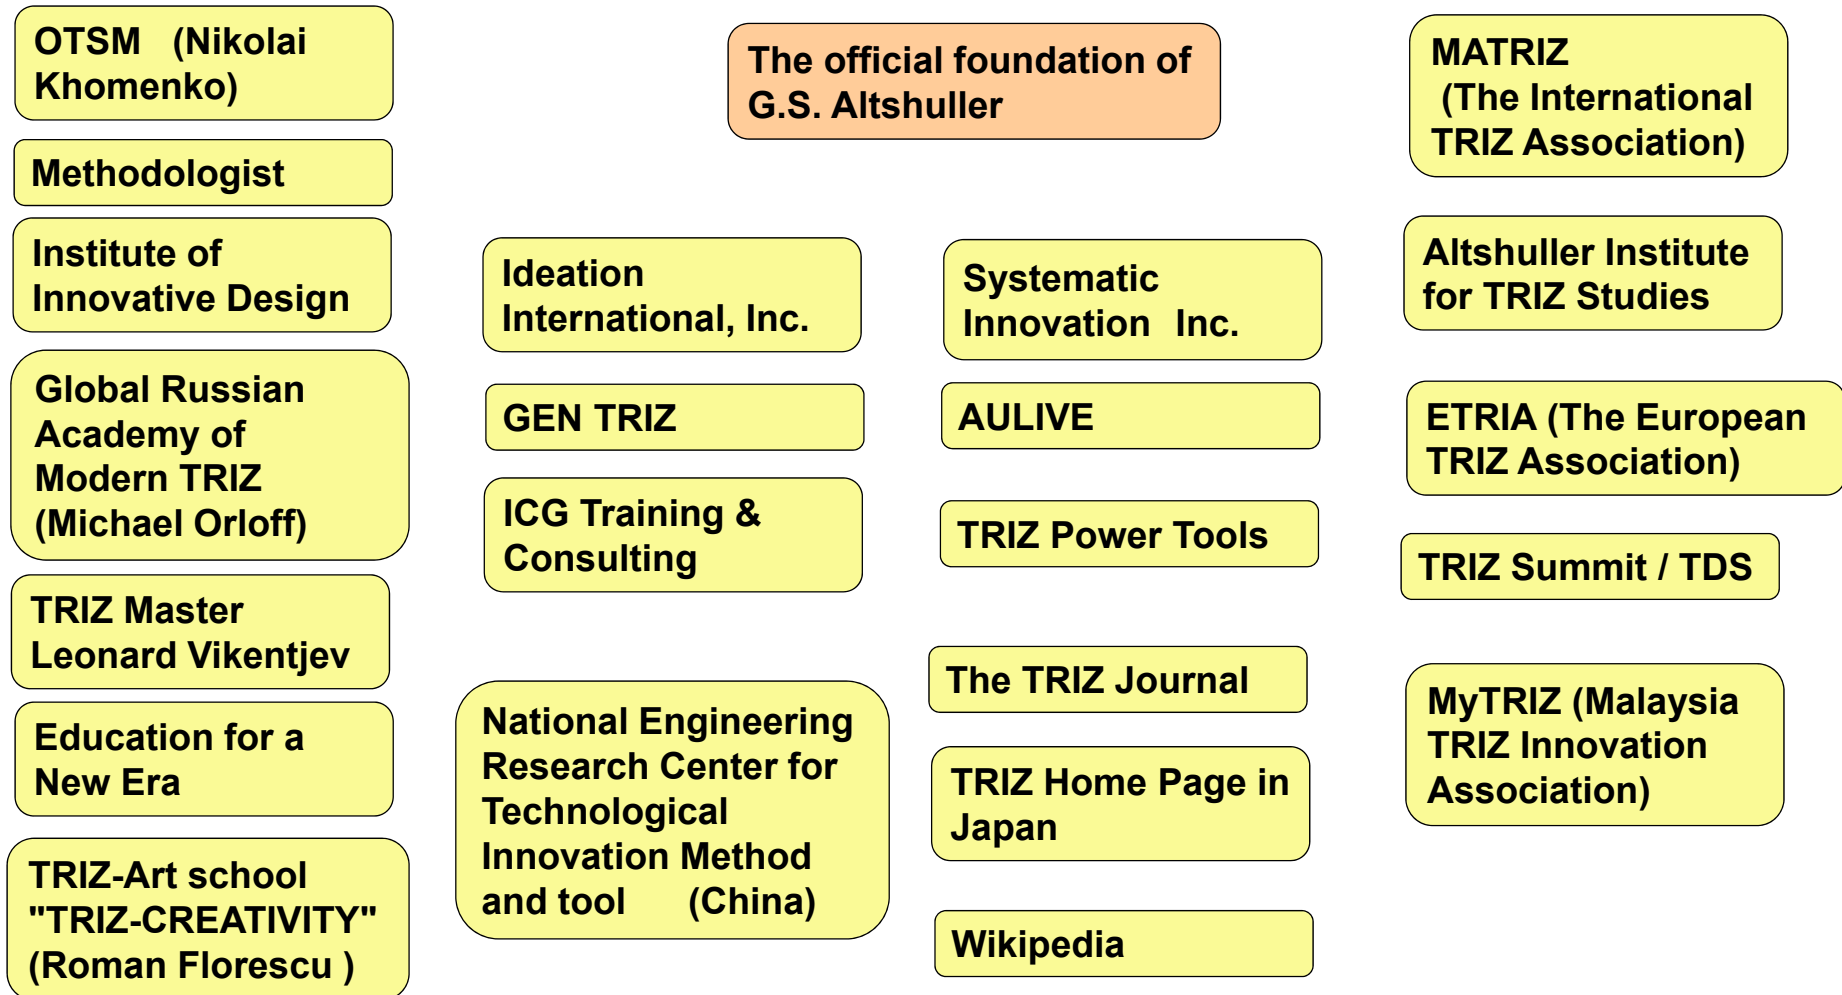 OTSM (Nikolai
Khomenko)
Methodologist
Institute of
Innovative Design
Global Russian
Academy of
Modern TRIZ
(Michael Orloff)
TRIZ Master
Leonard Vikentjev
Education for a
New Era
TRIZ-Art school
"TRIZ-CREATIVITY"
(Roman Florescu )
The official foundation of
G.S. Altshuller
Ideation
International, Inc.
GEN TRIZ
ICG Training &
Consulting
National Engineering
Research Center for
Technological
Innovation Method
and tool (China)
Systematic
Innovation Inc.
AULIVE
TRIZ Power Tools
The TRIZ Journal
TRIZ Home Page in
Japan
Wikipedia
MATRIZ
(The International
TRIZ Association)
Altshuller Institute
for TRIZ Studies
ETRIA (The European
TRIZ Association)
TRIZ Summit / TDS
MyTRIZ (Malaysia
TRIZ Innovation
Association)